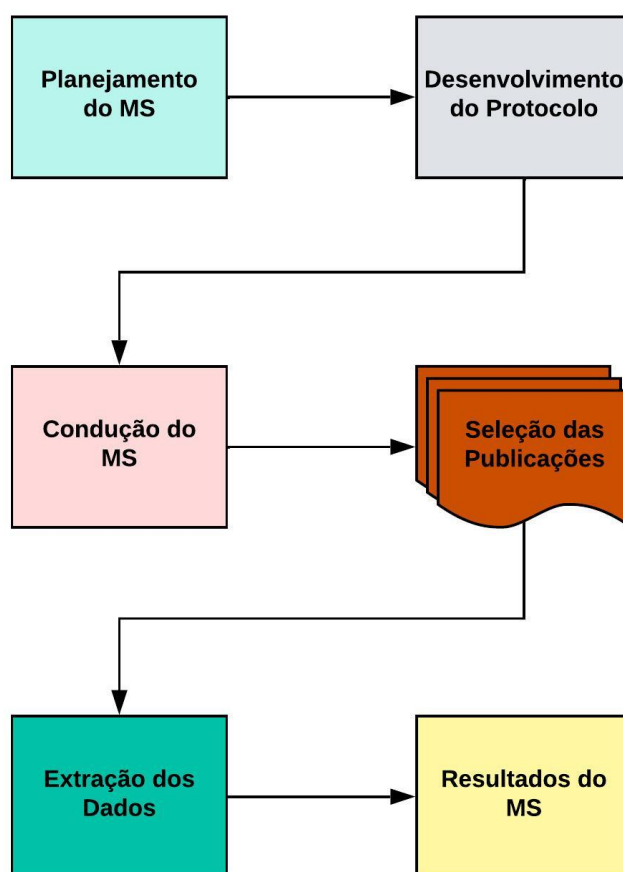 Planejamento
do MS
Desenvolvimento
do Protocolo
Condução do
MS
Seleção das
Publicações
Extração dos
Dados
Resultados do
MS